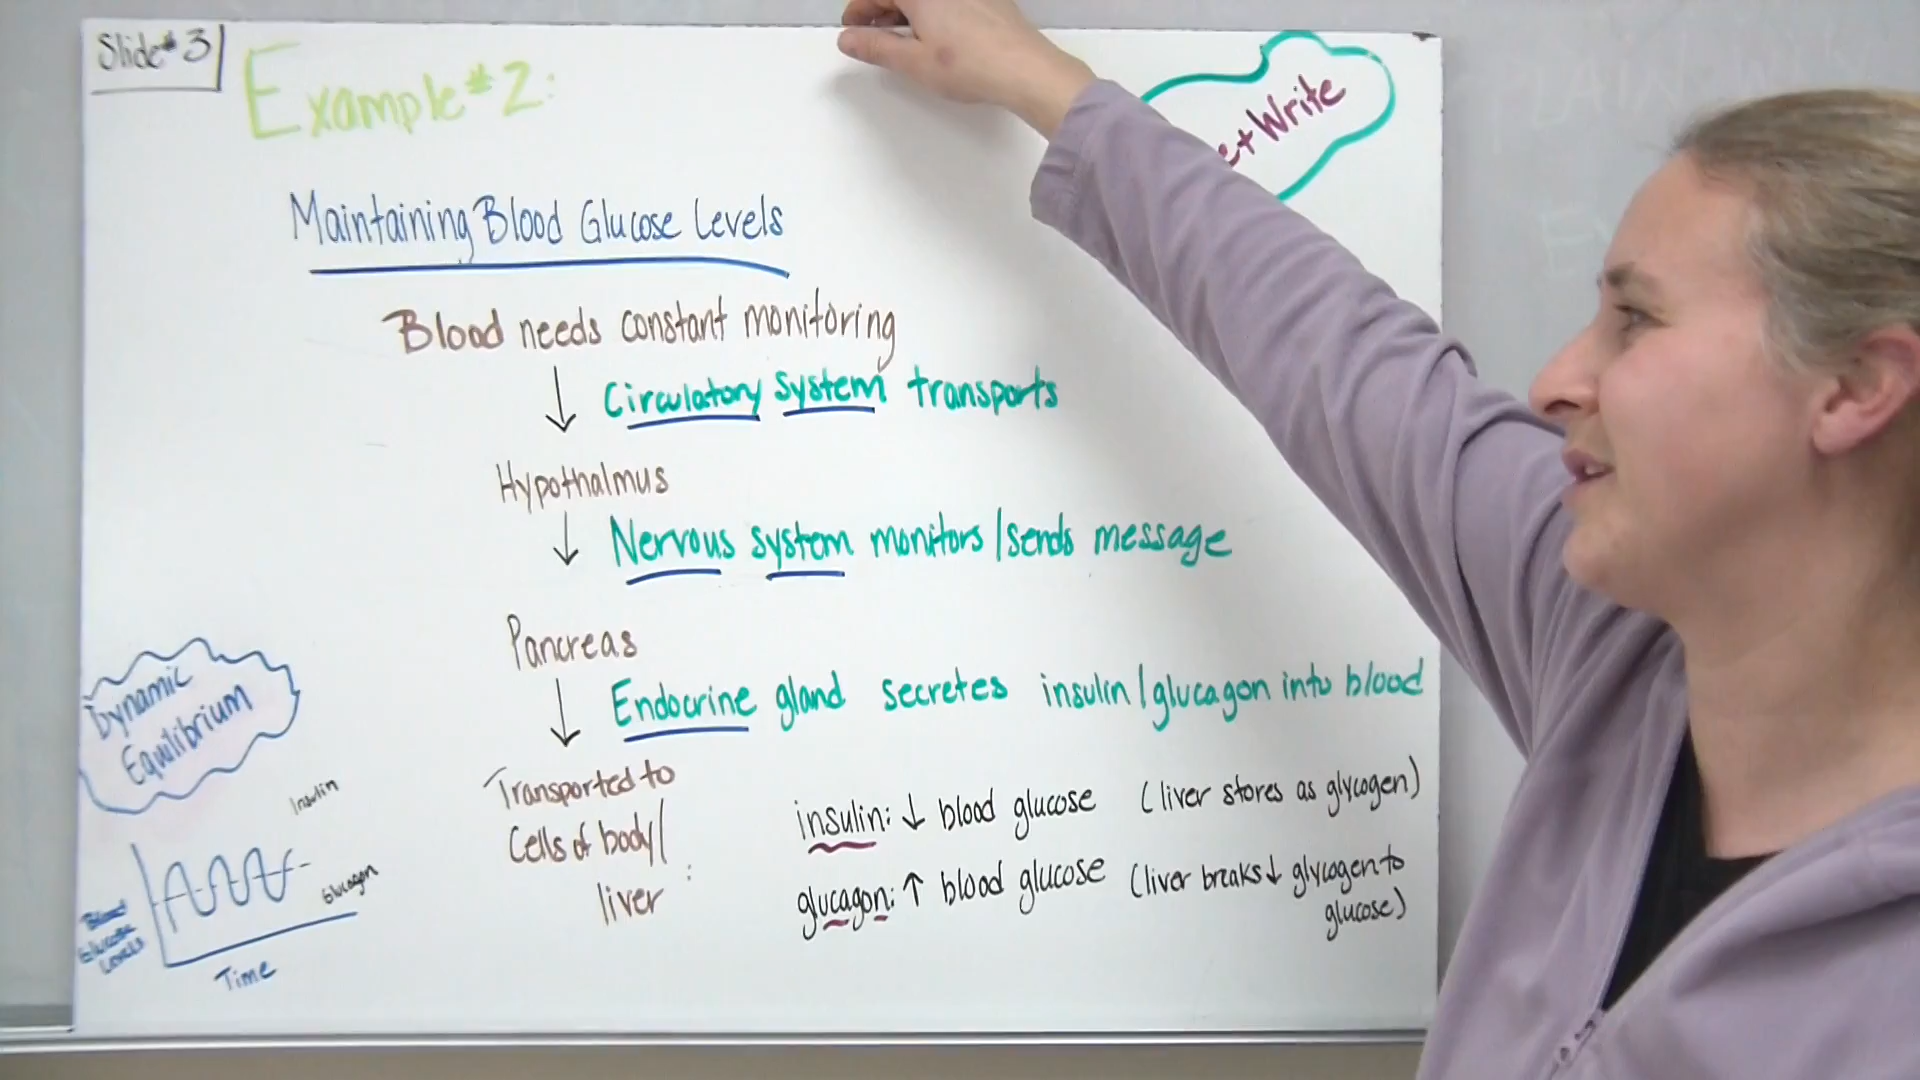 Slide #3
Example #2:
+ Write
Maintaining Blood Glucose Levels
Blood needs constant monitoring
↓ Circulatory system transports
Hypothalmus
↓ Nervous system monitors/sends message
Pancreas
↓ Endocrine gland secretes insulin/glucagon into blood
Transported to
Cells of body/
liver :
insulin: ↓ blood glucose (liver stores as glycogen)
glucagon: ↑ blood glucose (liver breaks ↓ glycogen to
glucose)
Dynamic
Equilibrium
Insulin
Glucagon
Blood
Glucose
Levels
Time